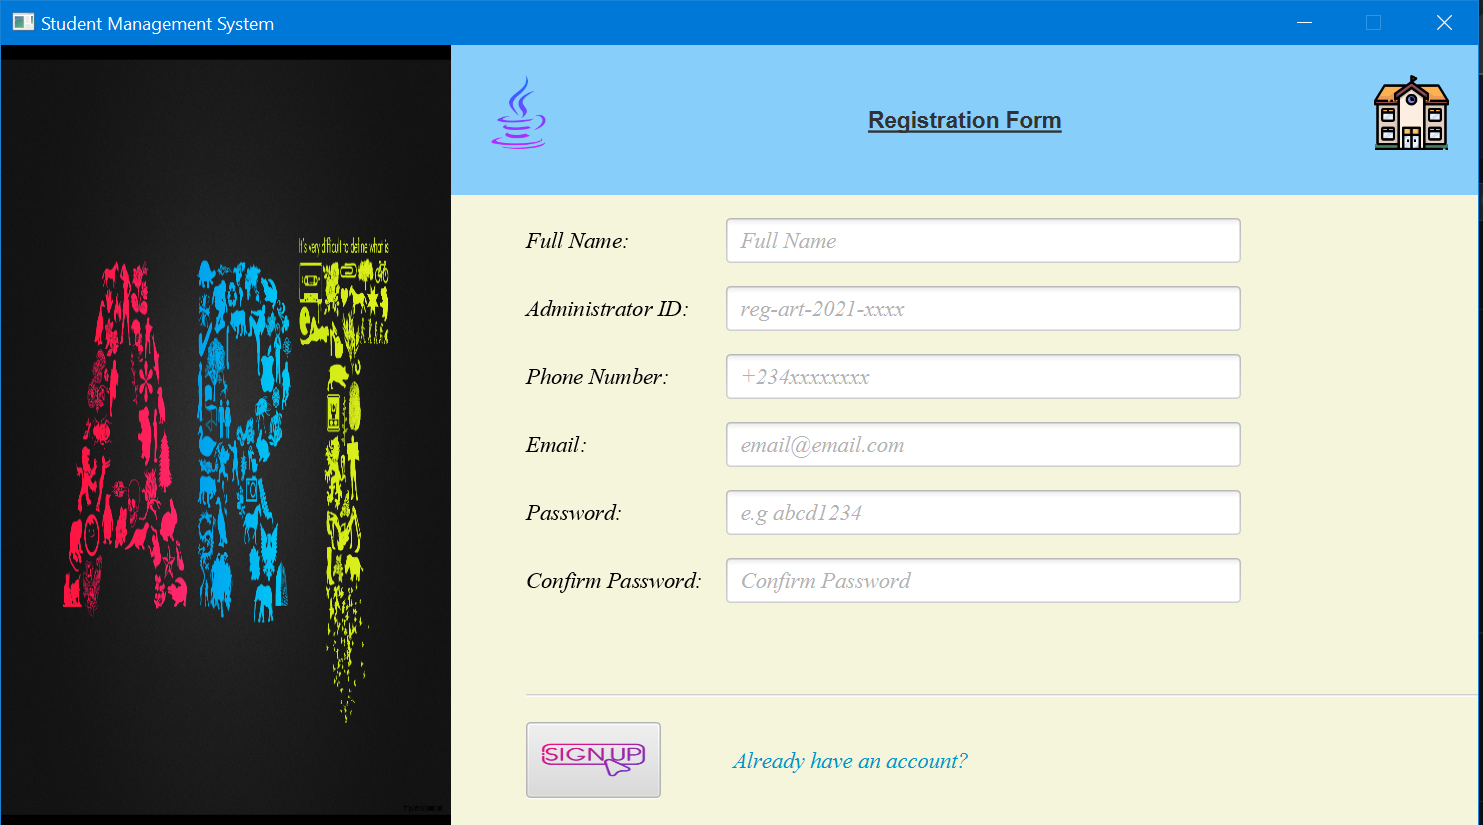 Student Management System
Registration Form
It's very difficult to define what is
ART
Full Name:
Full Name
Administrator ID:
reg-art-2021-xxxx
Phone Number:
+234xxxxxxxx
Email:
email@email.com
Password:
e.g abcd1234
Confirm Password:
Confirm Password
SIGN UP
Already have an account?